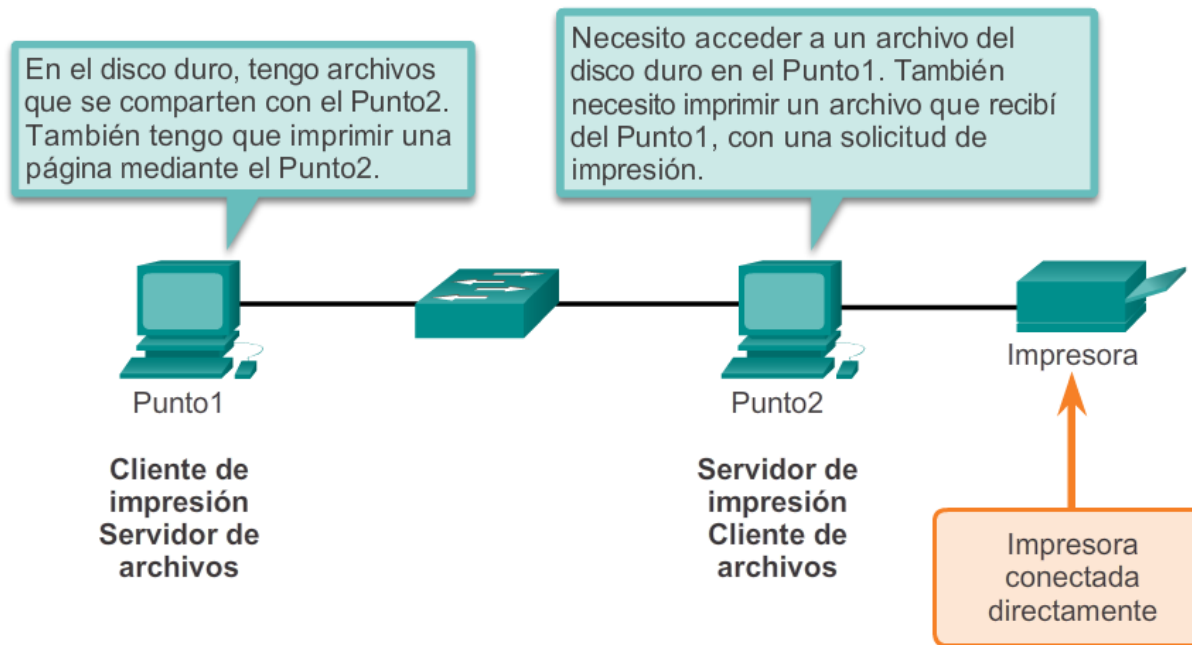 En el disco duro, tengo archivos
que se comparten con el Punto2.
También tengo que imprimir una
página mediante el Punto2.
Necesito acceder a un archivo del
disco duro en el Punto1. También
necesito imprimir un archivo que recibí
del Punto1, con una solicitud de
impresión.
Punto1
Punto2
Impresora
Cliente de
impresión
Servidor de
archivos
Servidor de
impresión
Cliente de
archivos
Impresora
conectada
directamente